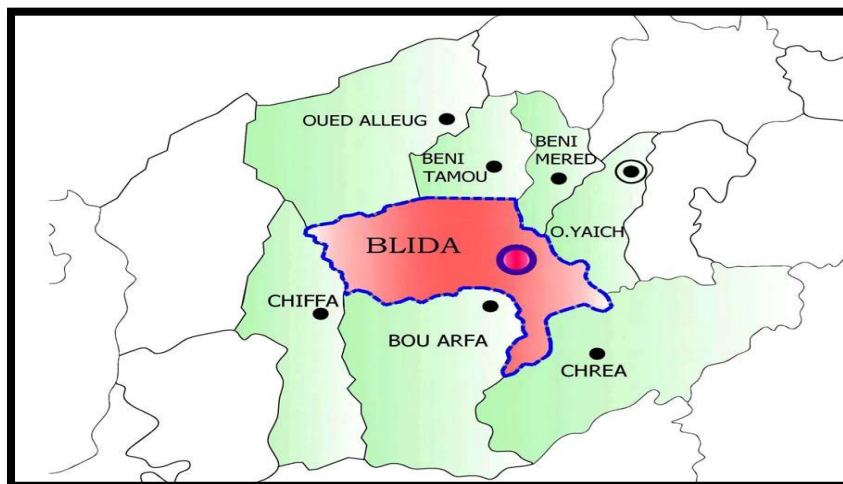 OUED ALLEUG
BENI
TAMOU
BENI
MERED
O.YAICH
BLIDA
CHIFFA
BOU ARFA
CHREA